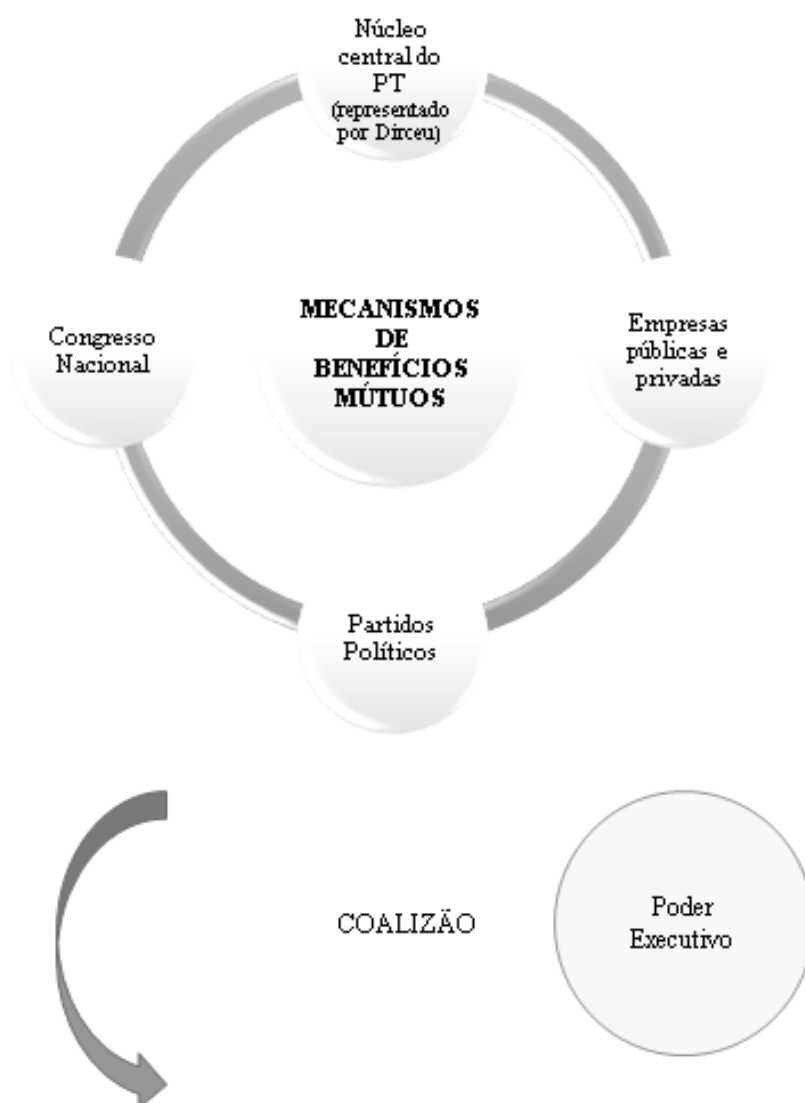 Núcleo
central do
PT
(representado
por Dirceu)
MECANISMOS
DE
BENEFÍCIOS
MÚTUOS
Congresso
Nacional
Empresas
públicas e
privadas
Partidos
Políticos
COALIZÃO
Poder
Executivo